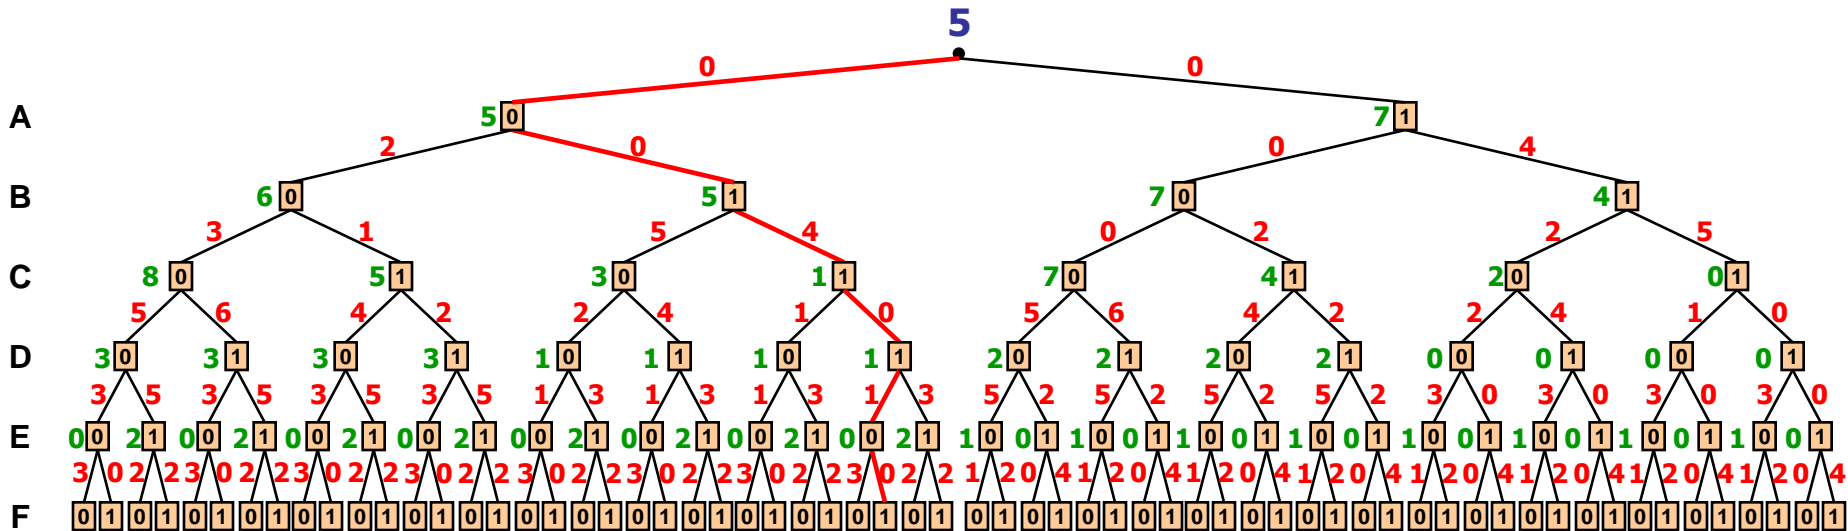 5
0 0
A 5 0 7 1
2 0 0 4
B 6 0 5 1 7 0 4 1
3 1 5 4 0 2 2 5
C 8 0 5 1 3 0 1 1 7 0 4 1 2 0 0 1
5 6 4 2 2 4 1 0 5 6 4 2 2 4 1 0
D 3 0 3 1 3 0 3 1 1 0 1 1 1 0 1 1 2 0 2 1 2 0 2 1 0 0 0 1 0 0 0 1
3 5 3 5 3 5 3 5 1 3 1 3 1 3 1 3 5 2 5 2 5 2 5 2 3 0 3 0 3 0 3 0
E 0 0 2 1 0 0 2 1 0 0 2 1 0 0 2 1 0 0 2 1 0 0 2 1 0 0 2 1 0 0 2 1 1 0 0 1 1 0 0 1 1 0 0 1 1 0 0 1 1 0 0 1 1 0 0 1 1 0 0 1 1 0 0 1
3 0 2 2 3 0 2 2 3 0 2 2 3 0 2 2 3 0 2 2 3 0 2 2 3 0 2 2 3 0 2 2 1 2 0 4 1 2 0 4 1 2 0 4 1 2 0 4 1 2 0 4 1 2 0 4 1 2 0 4 1 2 0 4
F 0 1 0 1 0 1 0 1 0 1 0 1 0 1 0 1 0 1 0 1 0 1 0 1 0 1 0 1 0 1 0 1 0 1 0 1 0 1 0 1 0 1 0 1 0 1 0 1 0 1 0 1 0 1 0 1 0 1 0 1 0 1 0 1